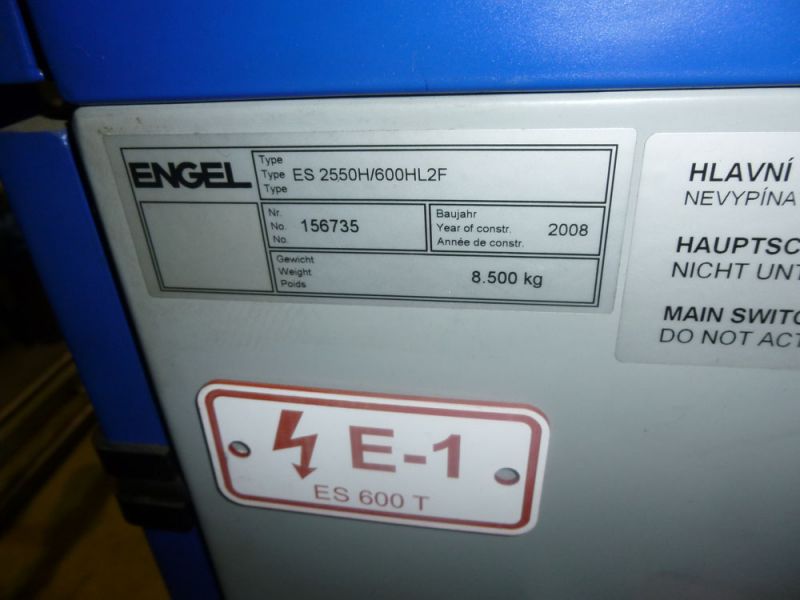 ENGEL
Type
Type ES 2550H/600HL2F
Type
Nr.
No. 156735
No.
Baujahr
Year of constr. 2008
Année de constr.
Gewicht
Weight 8.500 kg
Poids
HLAVNÍ
NEVYPÍNA
HAUPTSC
NICHT UNT
MAIN SWITC
DO NOT ACT
E-1
ES 600 T